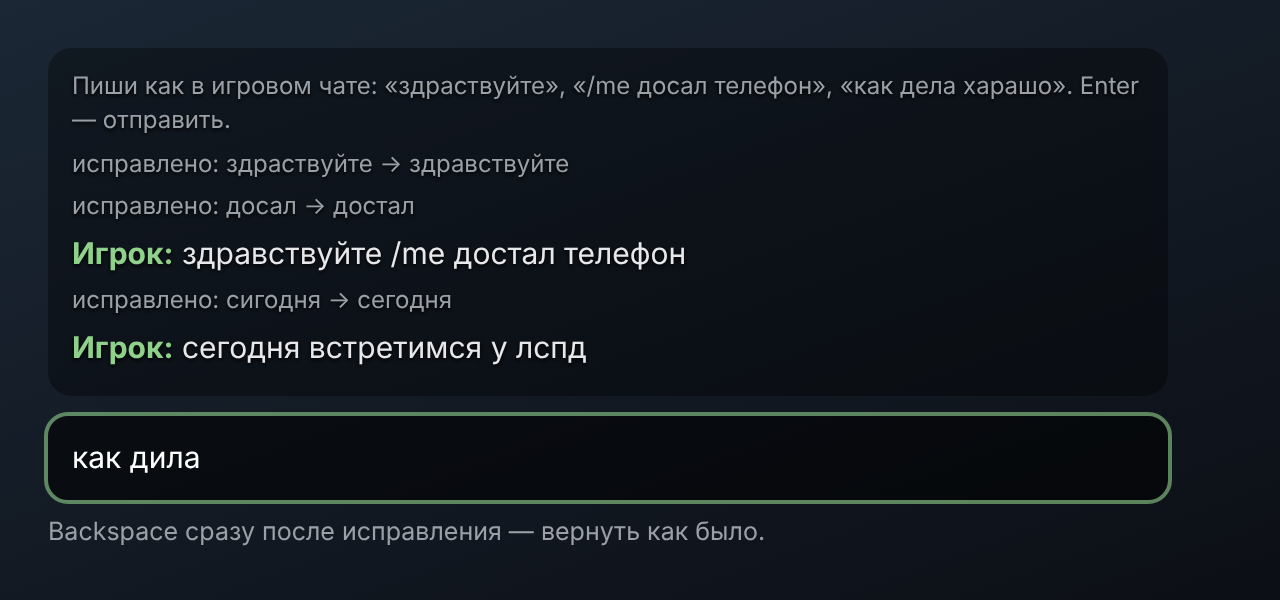 Пиши как в игровом чате: «здраствуйте», «/me досал телефон», «как дела харашо». Enter
— отправить.
исправлено: здраствуйте → здравствуйте
исправлено: досал → достал
Игрок: здравствуйте /me достал телефон
исправлено: сигодня → сегодня
Игрок: сегодня встретимся у лспд
как дила
Backspace сразу после исправления — вернуть как было.